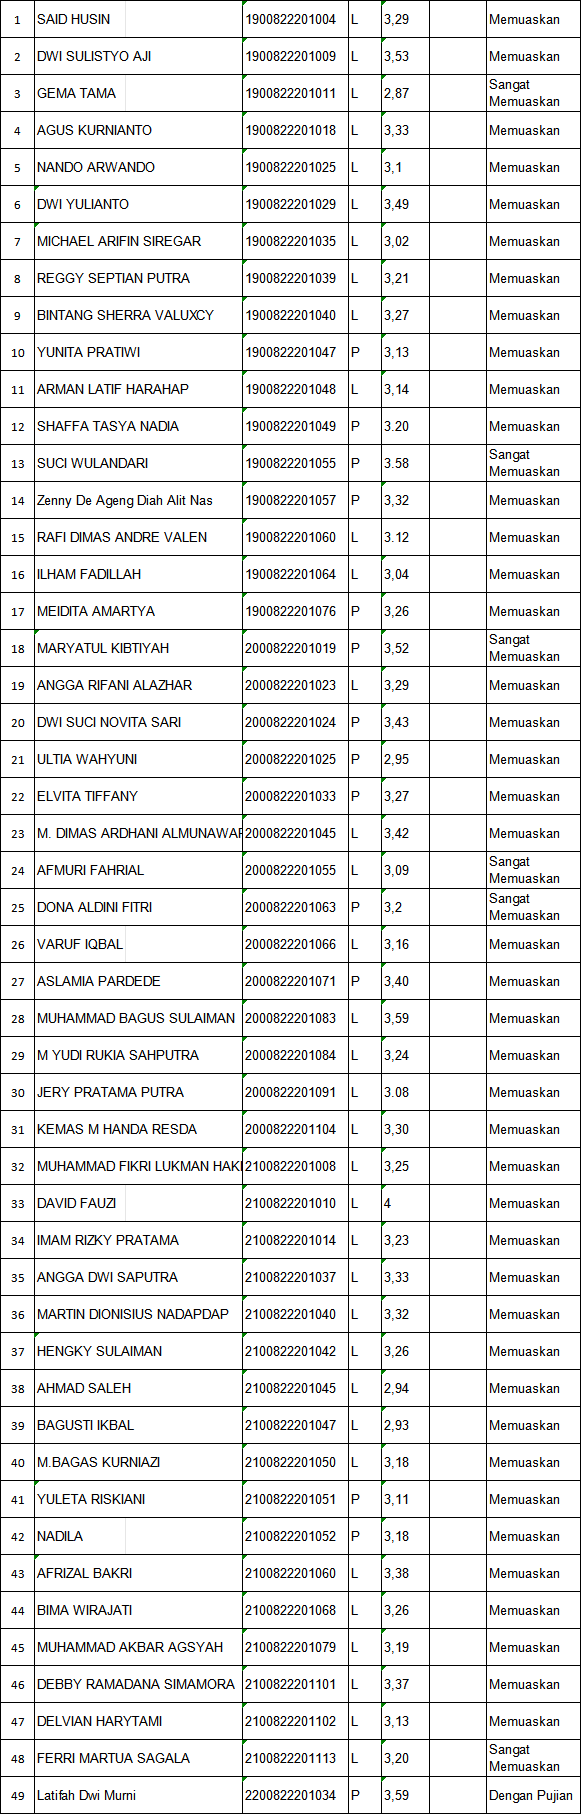 1 SAID HUSIN 1900822201004 L 3,29 Memuaskan
2 DWI SULISTYO AJI 1900822201009 L 3,53 Memuaskan
3 GEMA TAMA 1900822201011 L 2,87 Sangat Memuaskan
4 AGUS KURNIANTO 1900822201018 L 3,33 Memuaskan
5 NANDO ARWANDO 1900822201025 L 3,1 Memuaskan
6 DWI YULIANTO 1900822201029 L 3,49 Memuaskan
7 MICHAEL ARIFIN SIREGAR 1900822201035 L 3,02 Memuaskan
8 REGGY SEPTIAN PUTRA 1900822201039 L 3,21 Memuaskan
9 BINTANG SHERRA VALUXCY 1900822201040 L 3,27 Memuaskan
10 YUNITA PRATIWI 1900822201047 P 3,13 Memuaskan
11 ARMAN LATIF HARAHAP 1900822201048 L 3,14 Memuaskan
12 SHAFFA TASYA NADIA 1900822201049 P 3.20 Memuaskan
13 SUCI WULANDARI 1900822201055 P 3.58 Sangat Memuaskan
14 Zenny De Ageng Diah Alit Nas 1900822201057 P 3,32 Memuaskan
15 RAFI DIMAS ANDRE VALEN 1900822201060 L 3.12 Memuaskan
16 ILHAM FADILLAH 1900822201064 L 3,04 Memuaskan
17 MEIDITA AMARTYA 1900822201076 P 3,26 Memuaskan
18 MARYATUL KIBTIYAH 2000822201019 P 3,52 Sangat Memuaskan
19 ANGGA RIFANI ALAZHAR 2000822201023 L 3,29 Memuaskan
20 DWI SUCI NOVITA SARI 2000822201024 P 3,43 Memuaskan
21 ULTIA WAHYUNI 2000822201025 P 2,95 Memuaskan
22 ELVITA TIFFANY 2000822201033 P 3,27 Memuaskan
23 M. DIMAS ARDHANI ALMUNAWAR 2000822201045 L 3,42 Memuaskan
24 AFMURI FAHRIAL 2000822201055 L 3,09 Sangat Memuaskan
25 DONA ALDINI FITRI 2000822201063 P 3,2 Sangat Memuaskan
26 VARUF IQBAL 2000822201066 L 3,16 Memuaskan
27 ASLAMIA PARDEDE 2000822201071 P 3,40 Memuaskan
28 MUHAMMAD BAGUS SULAIMAN 2000822201083 L 3,59 Memuaskan
29 M YUDI RUKIA SAHPUTRA 2000822201084 L 3,24 Memuaskan
30 JERY PRATAMA PUTRA 2000822201091 L 3.08 Memuaskan
31 KEMAS M HANDA RESDA 2000822201104 L 3,30 Memuaskan
32 MUHAMMAD FIKRI LUKMAN HAKI 2100822201008 L 3,25 Memuaskan
33 DAVID FAUZI 2100822201010 L 4 Memuaskan
34 IMAM RIZKY PRATAMA 2100822201014 L 3,23 Memuaskan
35 ANGGA DWI SAPUTRA 2100822201037 L 3,33 Memuaskan
36 MARTIN DIONISIUS NADAPDAP 2100822201040 L 3,32 Memuaskan
37 HENGKY SULAIMAN 2100822201042 L 3,26 Memuaskan
38 AHMAD SALEH 2100822201045 L 2,94 Memuaskan
39 BAGUSTI IKBAL 2100822201047 L 2,93 Memuaskan
40 M.BAGAS KURNIAZI 2100822201050 L 3,18 Memuaskan
41 YULETA RISKIANI 2100822201051 P 3,11 Memuaskan
42 NADILA 2100822201052 P 3,18 Memuaskan
43 AFRIZAL BAKRI 2100822201060 L 3,38 Memuaskan
44 BIMA WIRAJATI 2100822201068 L 3,26 Memuaskan
45 MUHAMMAD AKBAR AGSYAH 2100822201079 L 3,19 Memuaskan
46 DEBBY RAMADANA SIMAMORA 2100822201101 L 3,37 Memuaskan
47 DELVIAN HARYTAMI 2100822201102 L 3,13 Memuaskan
48 FERRI MARTUA SAGALA 2100822201113 L 3,20 Sangat Memuaskan
49 Latifah Dwi Murni 2200822201034 P 3,59 Dengan Pujian